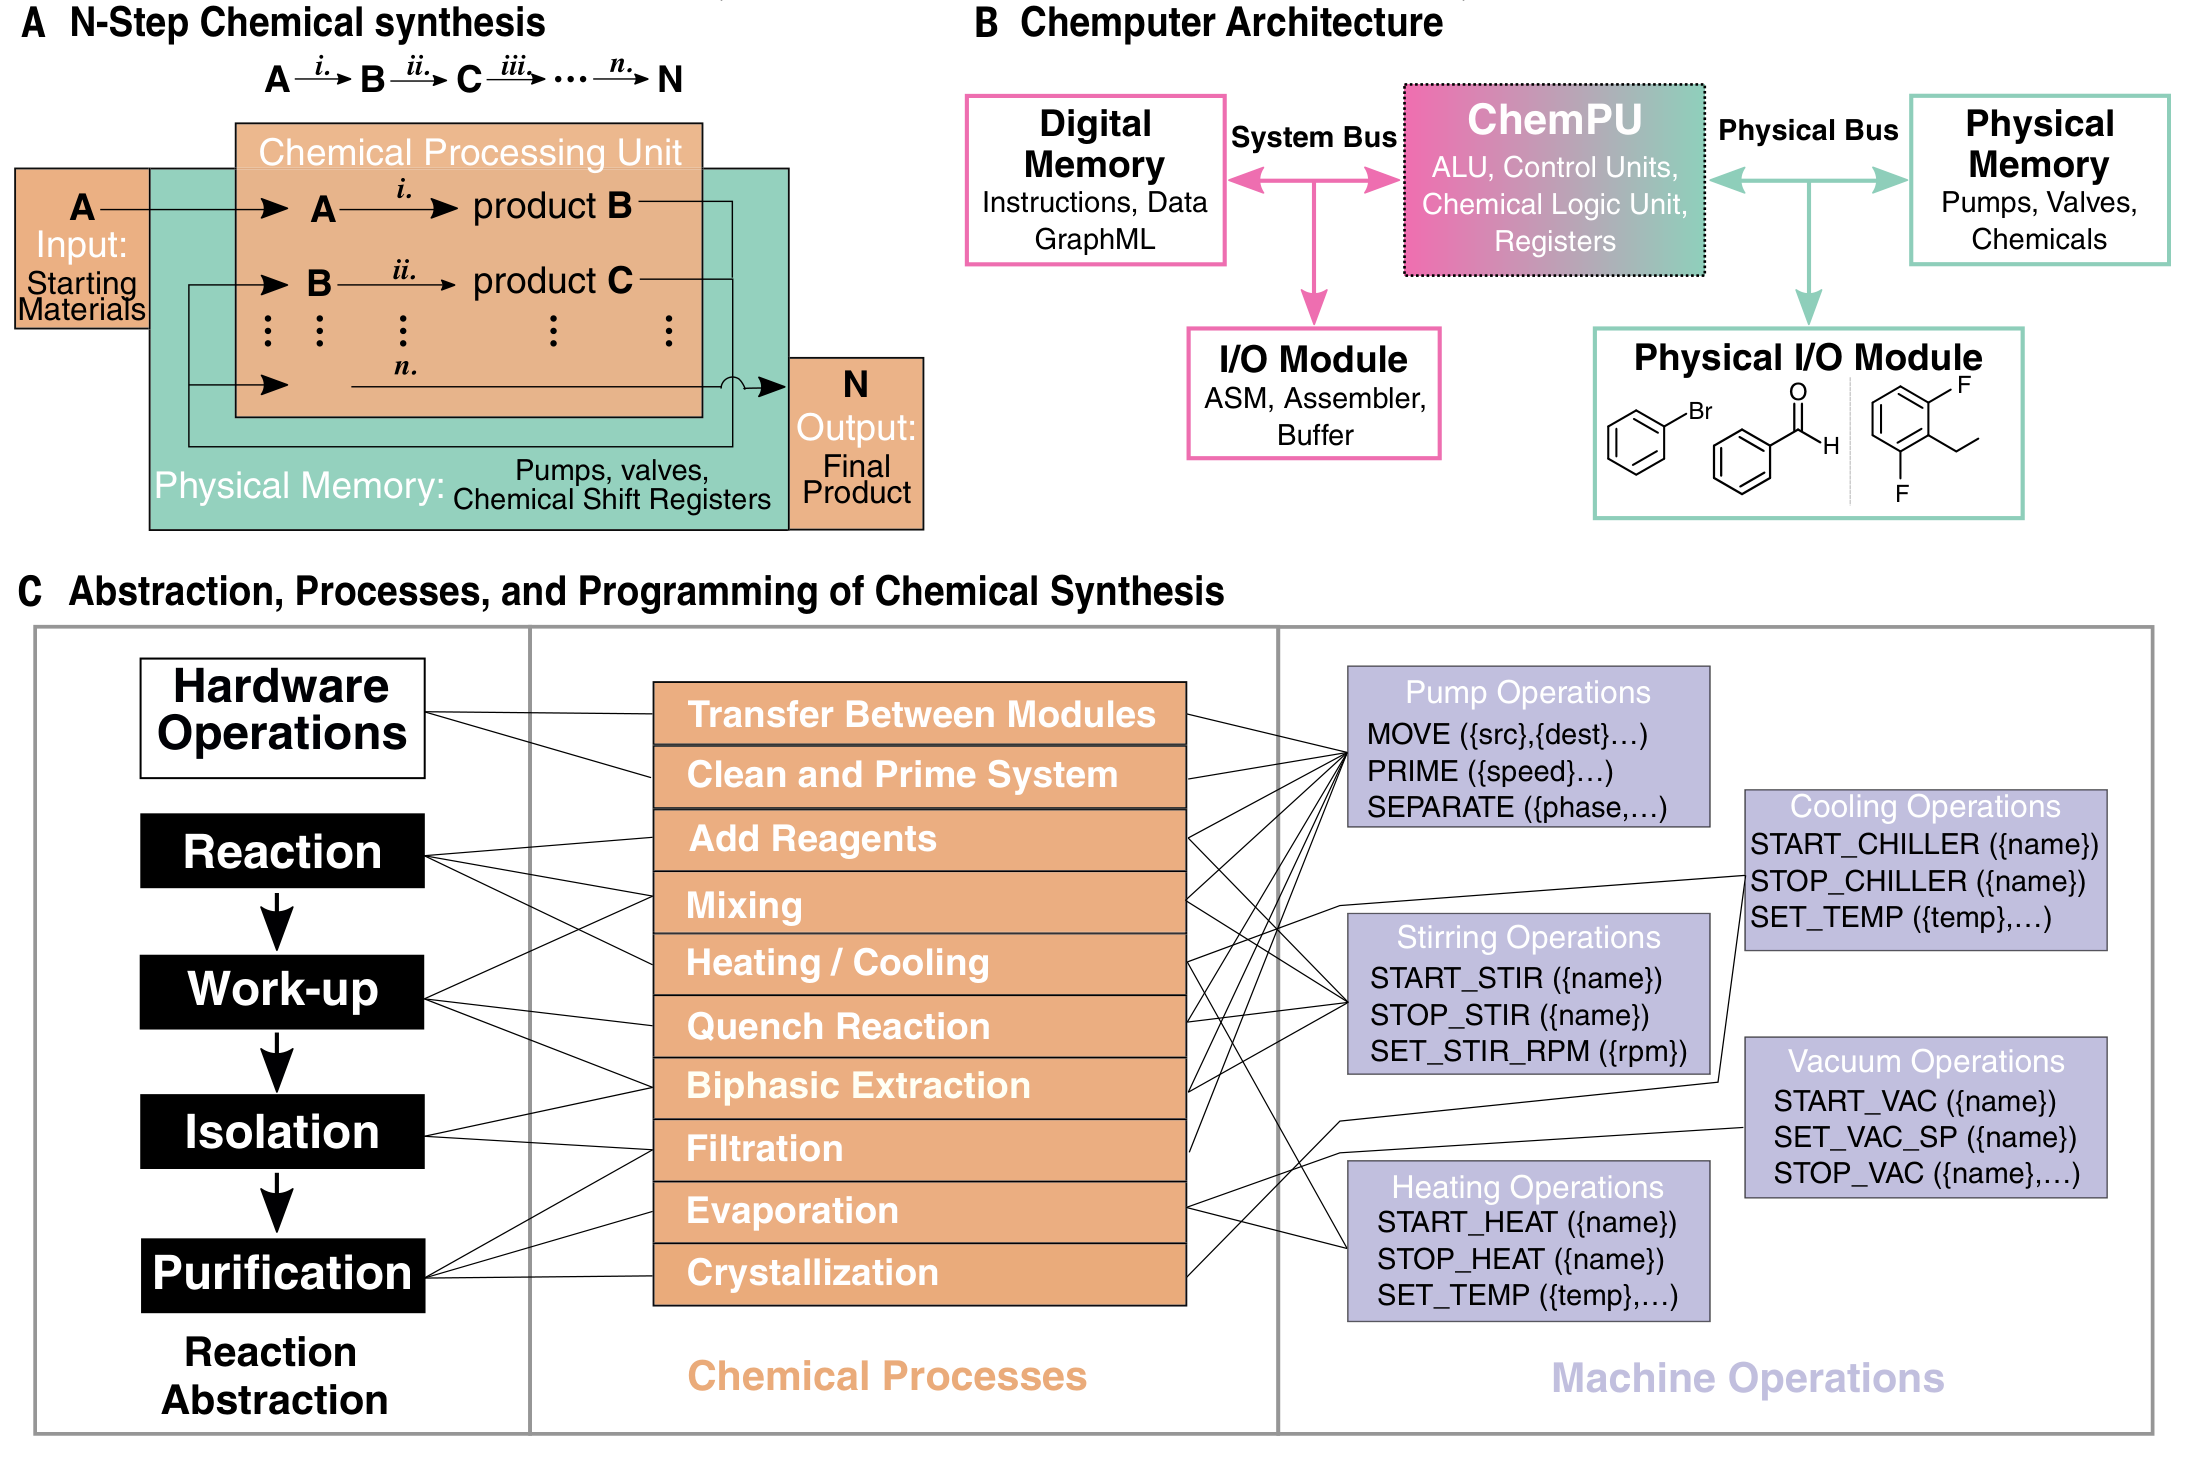 A N-Step Chemical synthesis
A i. B ii. C iii. ··· n. N
Chemical Processing Unit
A
Input:
Starting
Materials
A i. product B
B ii. product C
n.
N
Output:
Final
Product
Physical Memory:
Pumps, valves,
Chemical Shift Registers
B Chemputer Architecture
Digital
Memory
Instructions, Data
GraphML
System Bus
ChemPU
ALU, Control Units,
Chemical Logic Unit,
Registers
Physical Bus
Physical
Memory
Pumps, Valves,
Chemicals
I/O Module
ASM, Assembler,
Buffer
Physical I/O Module
Br
O
H
F
F
C Abstraction, Processes, and Programming of Chemical Synthesis
Hardware
Operations
Reaction
Work-up
Isolation
Purification
Reaction
Abstraction
Transfer Between Modules
Clean and Prime System
Add Reagents
Mixing
Heating / Cooling
Quench Reaction
Biphasic Extraction
Filtration
Evaporation
Crystallization
Chemical Processes
Pump Operations
MOVE ({src},{dest}…)
PRIME ({speed}…)
SEPARATE ({phase,…)
Cooling Operations
START_CHILLER ({name})
STOP_CHILLER ({name})
SET_TEMP ({temp},…)
Stirring Operations
START_STIR ({name})
STOP_STIR ({name})
SET_STIR_RPM ({rpm})
Vacuum Operations
START_VAC ({name})
SET_VAC_SP ({name})
STOP_VAC ({name},…)
Heating Operations
START_HEAT ({name})
STOP_HEAT ({name})
SET_TEMP ({temp},…)
Machine Operations